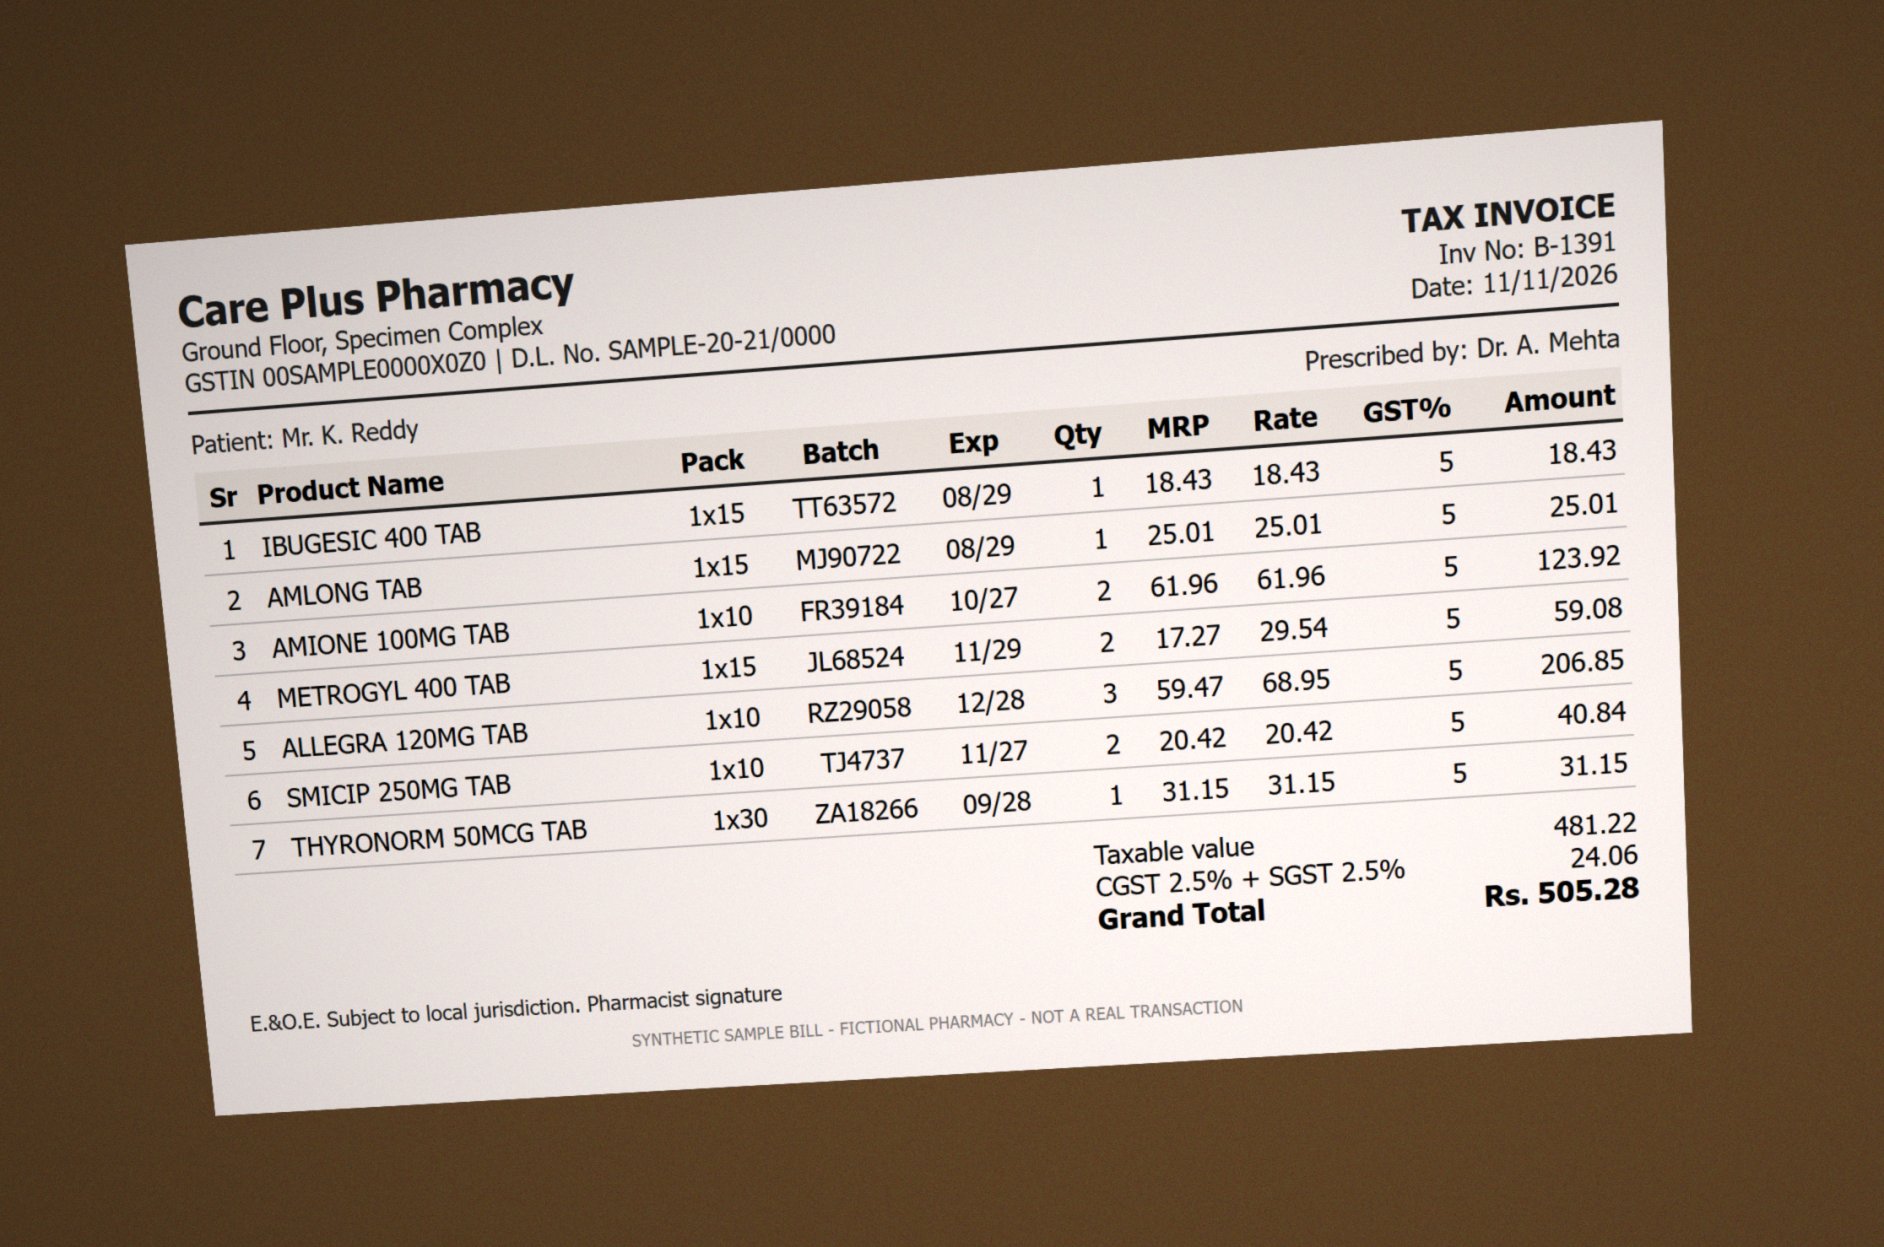 Care Plus Pharmacy
Ground Floor, Specimen Complex
GSTIN 00SAMPLE0000X0Z0 | D.L. No. SAMPLE-20-21/0000
TAX INVOICE
Inv No: B-1391
Date: 11/11/2026
Patient: Mr. K. Reddy
Prescribed by: Dr. A. Mehta
Sr Product Name Pack Batch Exp Qty MRP Rate GST% Amount
1 IBUGESIC 400 TAB 1x15 TT63572 08/29 1 18.43 18.43 5 18.43
2 AMLONG TAB 1x15 MJ90722 08/29 1 25.01 25.01 5 25.01
3 AMIONE 100MG TAB 1x10 FR39184 10/27 2 61.96 61.96 5 123.92
4 METROGYL 400 TAB 1x15 JL68524 11/29 2 17.27 29.54 5 59.08
5 ALLEGRA 120MG TAB 1x10 RZ29058 12/28 3 59.47 68.95 5 206.85
6 SMICIP 250MG TAB 1x10 TJ4737 11/27 2 20.42 20.42 5 40.84
7 THYRONORM 50MCG TAB 1x30 ZA18266 09/28 1 31.15 31.15 5 31.15
Taxable value 481.22
CGST 2.5% + SGST 2.5% 24.06
Grand Total Rs. 505.28
E.&O.E. Subject to local jurisdiction. Pharmacist signature
SYNTHETIC SAMPLE BILL - FICTIONAL PHARMACY - NOT A REAL TRANSACTION